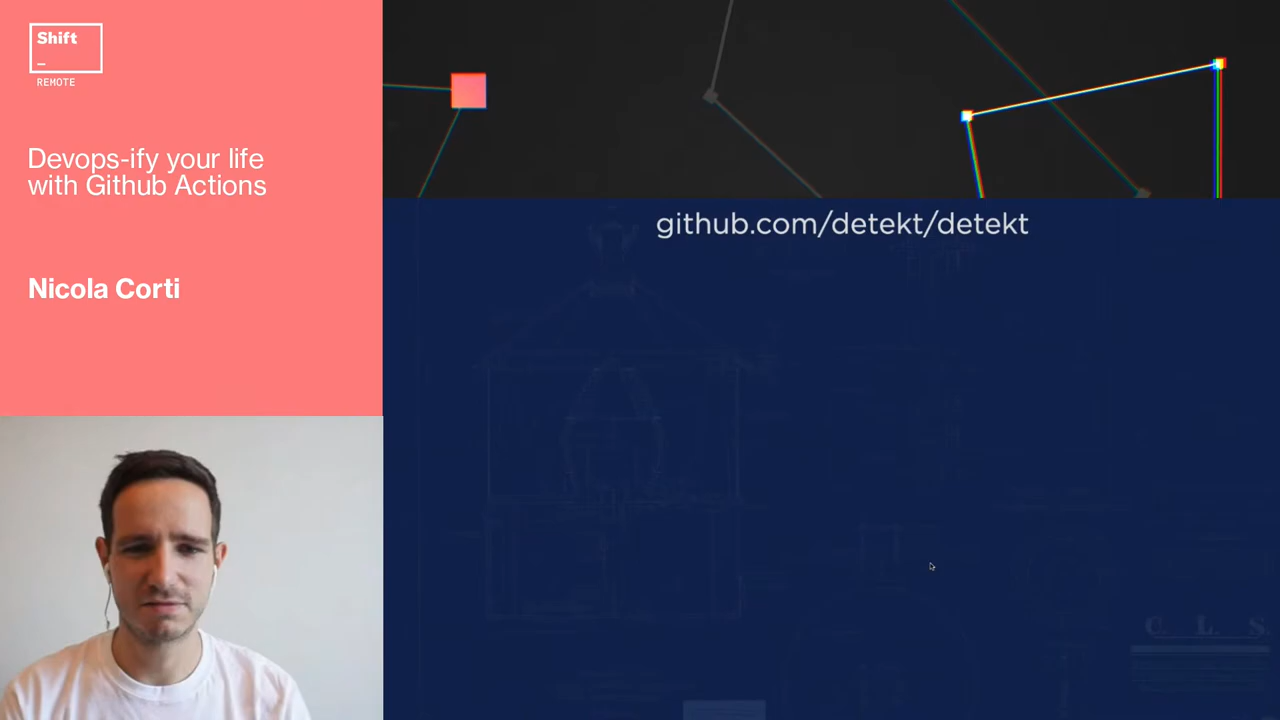 Shift
_
REMOTE
Devops-ify your life
with Github Actions
Nicola Corti
github.com/detekt/detekt
C. L. S.